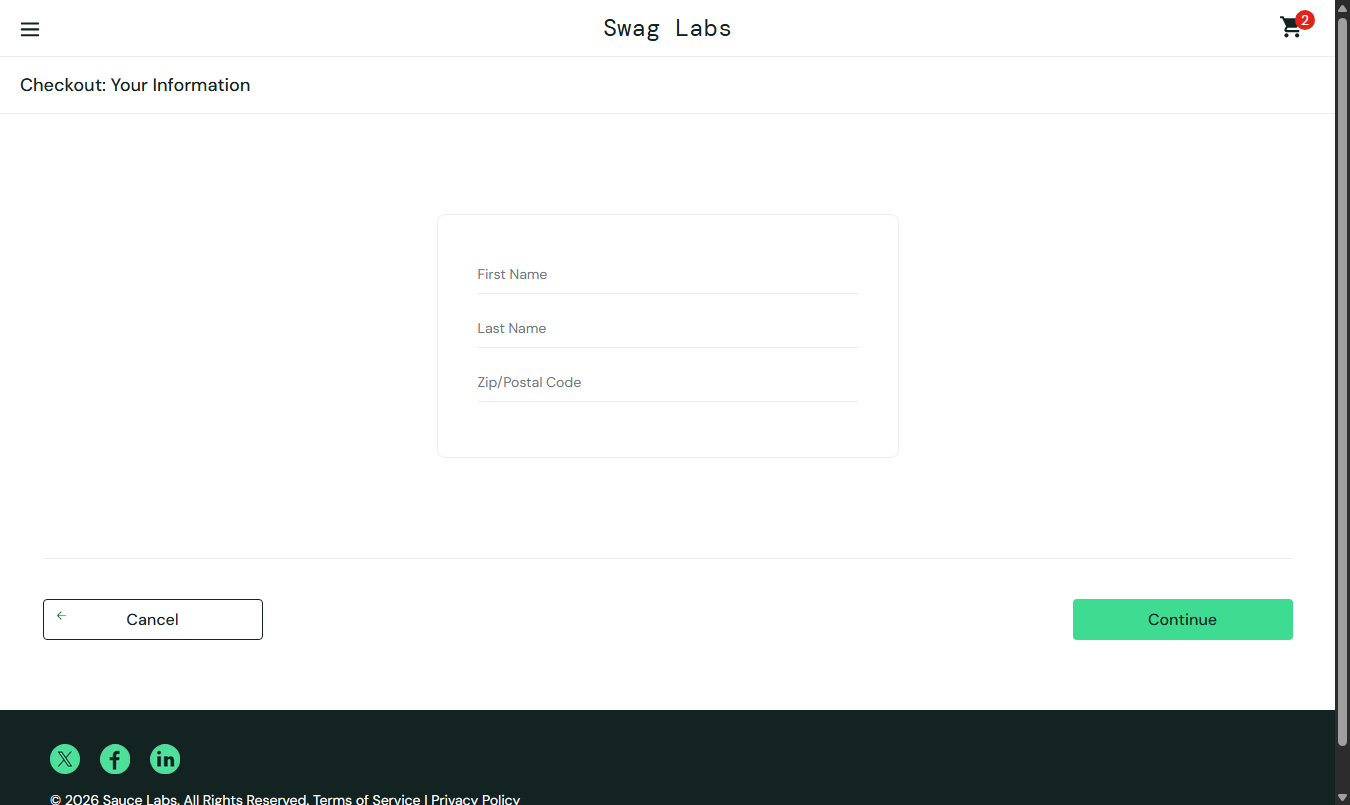 Swag Labs
2
Checkout: Your Information
First Name
Last Name
Zip/Postal Code
Cancel
Continue
© 2026 Sauce Labs. All Rights Reserved. Terms of Service | Privacy Policy